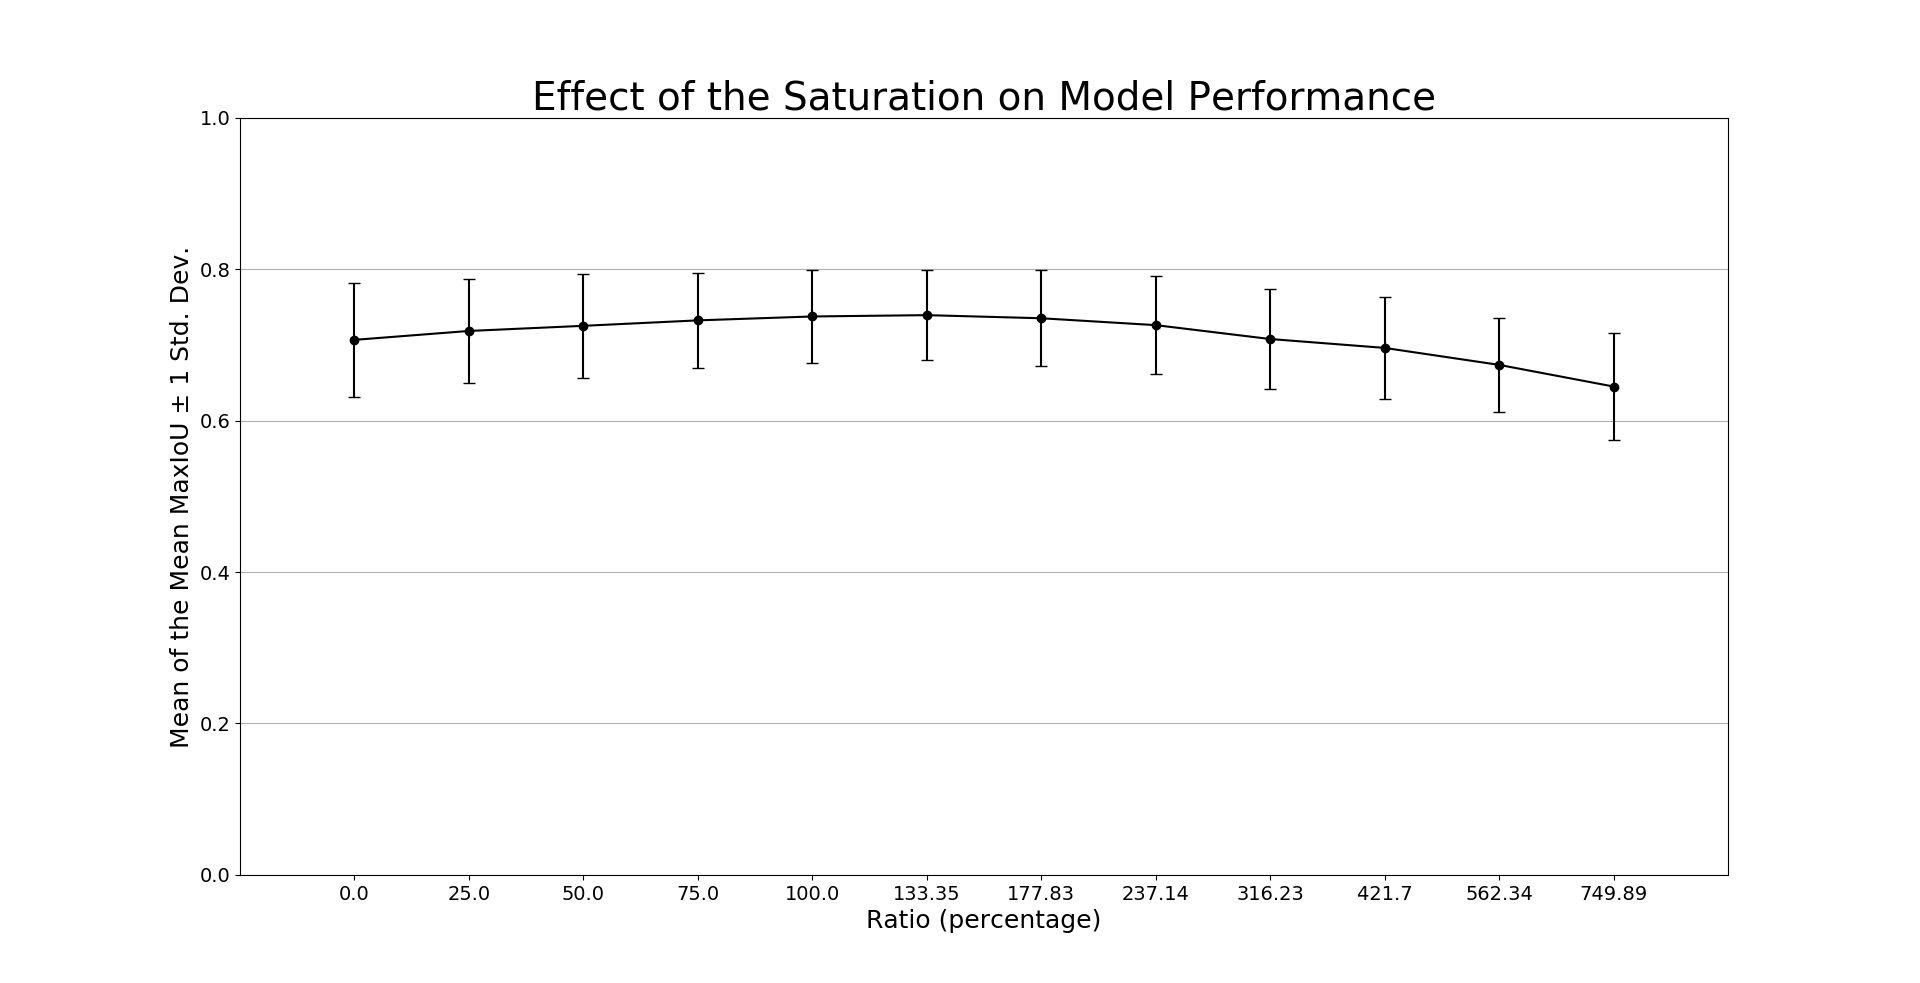 Effect of the Saturation on Model Performance
Mean of the Mean MaxIoU ± 1 Std. Dev.
1.0
0.8
0.6
0.4
0.2
0.0
0.0 25.0 50.0 75.0 100.0 133.35 177.83 237.14 316.23 421.7 562.34 749.89
Ratio (percentage)